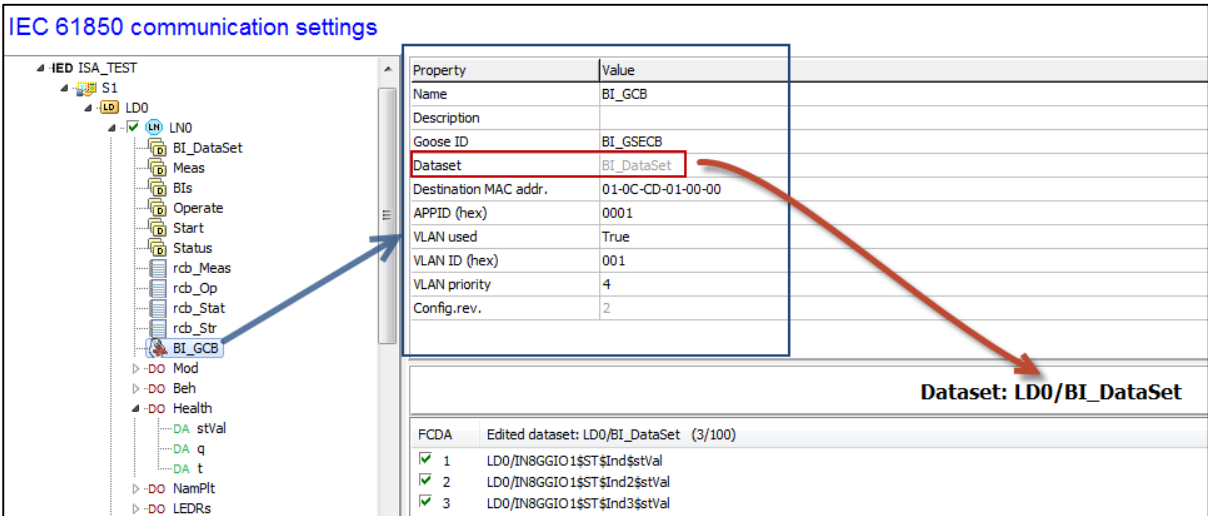 IEC 61850 communication settings
IED ISA_TEST
S1
LD LD0
LN LN0
D BI_DataSet
D Meas
D BIs
D Operate
D Start
D Status
rcb_Meas
rcb_Op
rcb_Stat
rcb_Str
BI_GCB
DO Mod
DO Beh
DO Health
DA stVal
DA q
DA t
DO NamPlt
DO LEDRs
Property Value
Name BI_GCB
Description
Goose ID BI_GSECB
Dataset BI_DataSet
Destination MAC addr. 01-0C-CD-01-00-00
APPID (hex) 0001
VLAN used True
VLAN ID (hex) 001
VLAN priority 4
Config.rev. 2
Dataset: LD0/BI_DataSet
FCDA Edited dataset: LD0/BI_DataSet (3/100)
1 LD0/IN8GGIO1$ST$Ind$stVal
2 LD0/IN8GGIO1$ST$Ind2$stVal
3 LD0/IN8GGIO1$ST$Ind3$stVal